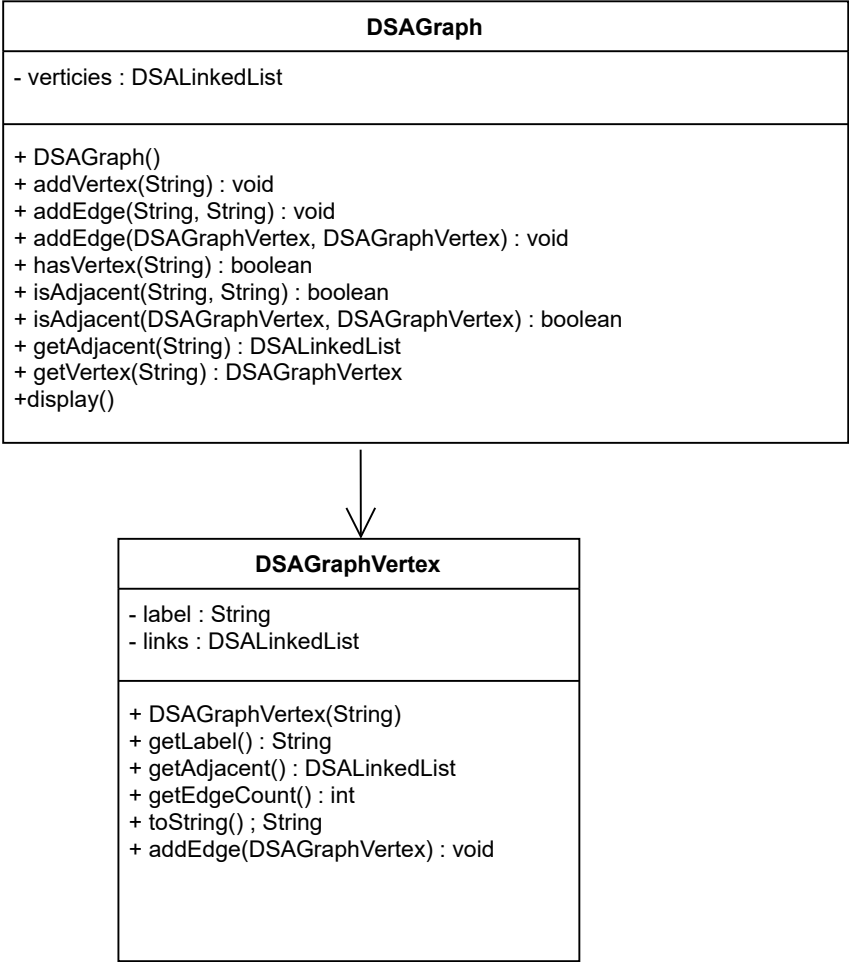 DSAGraph
- verticies : DSALinkedList
+ DSAGraph()
+ addVertex(String) : void
+ addEdge(String, String) : void
+ addEdge(DSAGraphVertex, DSAGraphVertex) : void
+ hasVertex(String) : boolean
+ isAdjacent(String, String) : boolean
+ isAdjacent(DSAGraphVertex, DSAGraphVertex) : boolean
+ getAdjacent(String) : DSALinkedList
+ getVertex(String) : DSAGraphVertex
+display()
DSAGraphVertex
- label : String
- links : DSALinkedList
+ DSAGraphVertex(String)
+ getLabel() : String
+ getAdjacent() : DSALinkedList
+ getEdgeCount() : int
+ toString() ; String
+ addEdge(DSAGraphVertex) : void